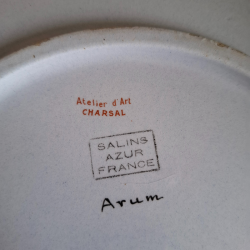 Atelier d'Art
CHARSAL
SALINS
AZUR
FRANCE
Arum